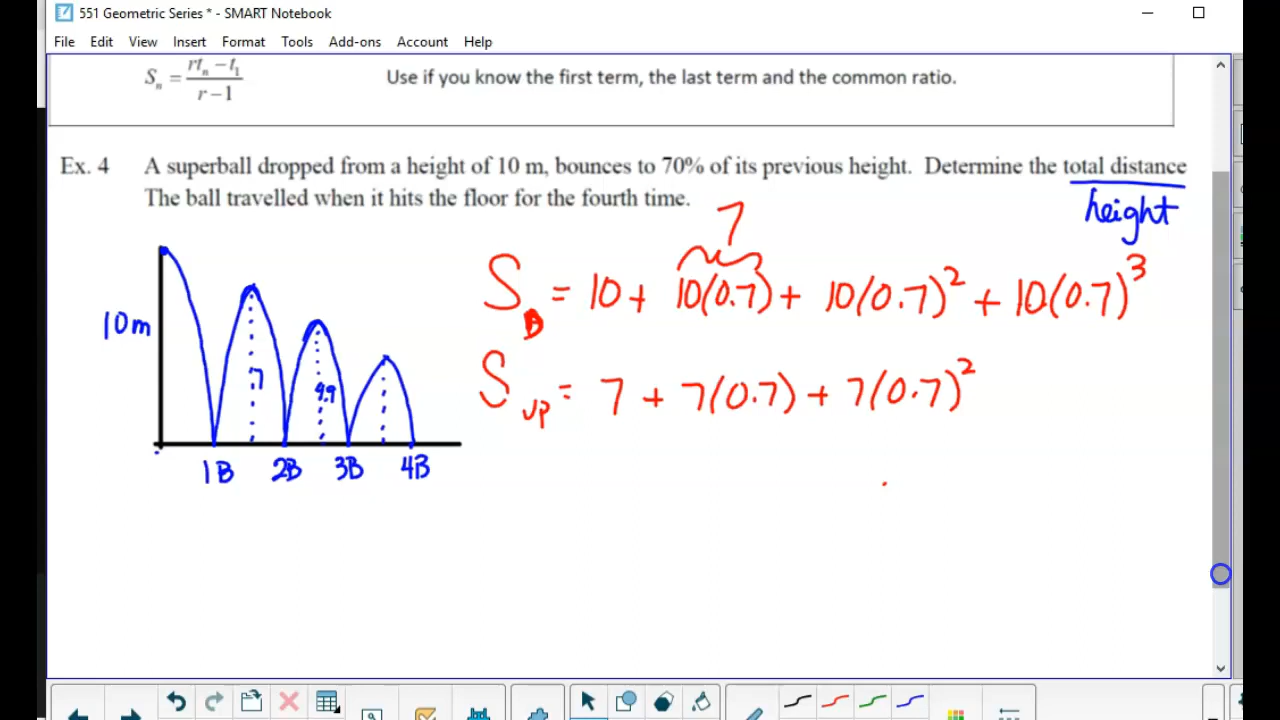 551 Geometric Series * - SMART Notebook
File Edit View Insert Format Tools Add-ons Account Help
Sₙ = (rtₙ – t₁)/(r – 1) Use if you know the first term, the last term and the common ratio.
Ex. 4 A superball dropped from a height of 10 m, bounces to 70% of its previous height. Determine the total distance
The ball travelled when it hits the floor for the fourth time.
height
7
S_D = 10 + 10(0.7) + 10(0.7)² + 10(0.7)³
10m
S_up = 7 + 7(0.7) + 7(0.7)²
7 4.9
1B 2B 3B 4B